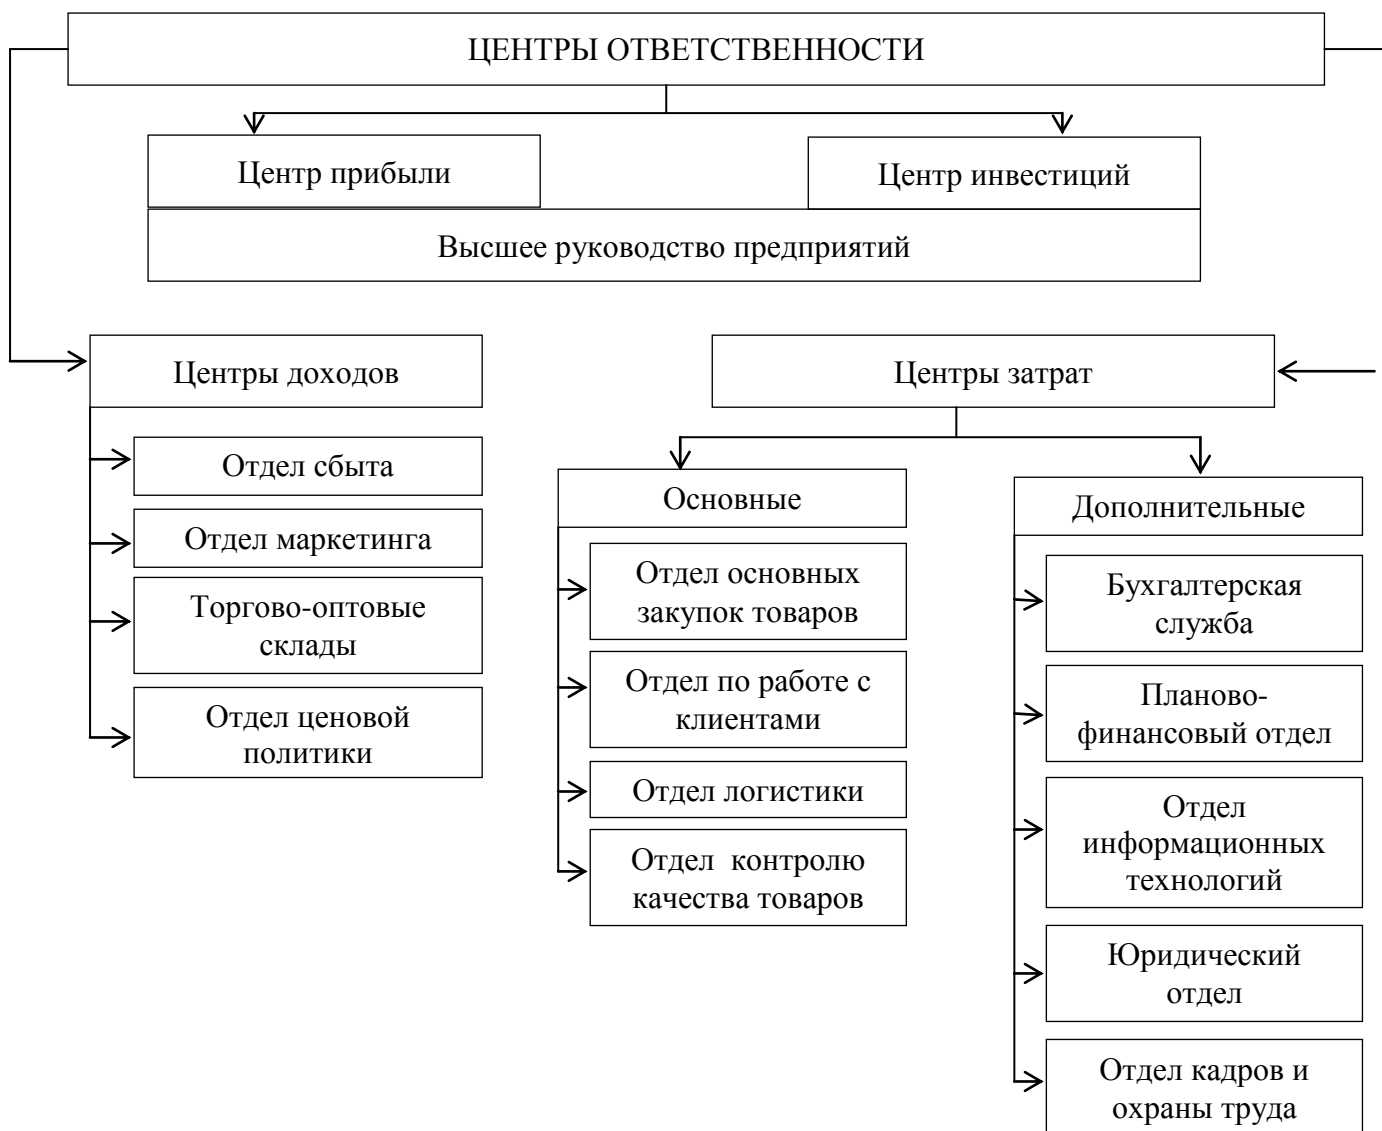 ЦЕНТРЫ ОТВЕТСТВЕННОСТИ
Центр прибыли
Центр инвестиций
Высшее руководство предприятий
Центры доходов
Отдел сбыта
Отдел маркетинга
Торгово-оптовые
склады
Отдел ценовой
политики
Центры затрат
Основные
Отдел основных
закупок товаров
Отдел по работе с
клиентами
Отдел логистики
Отдел контролю
качества товаров
Дополнительные
Бухгалтерская
служба
Планово-
финансовый отдел
Отдел
информационных
технологий
Юридический
отдел
Отдел кадров и
охраны труда